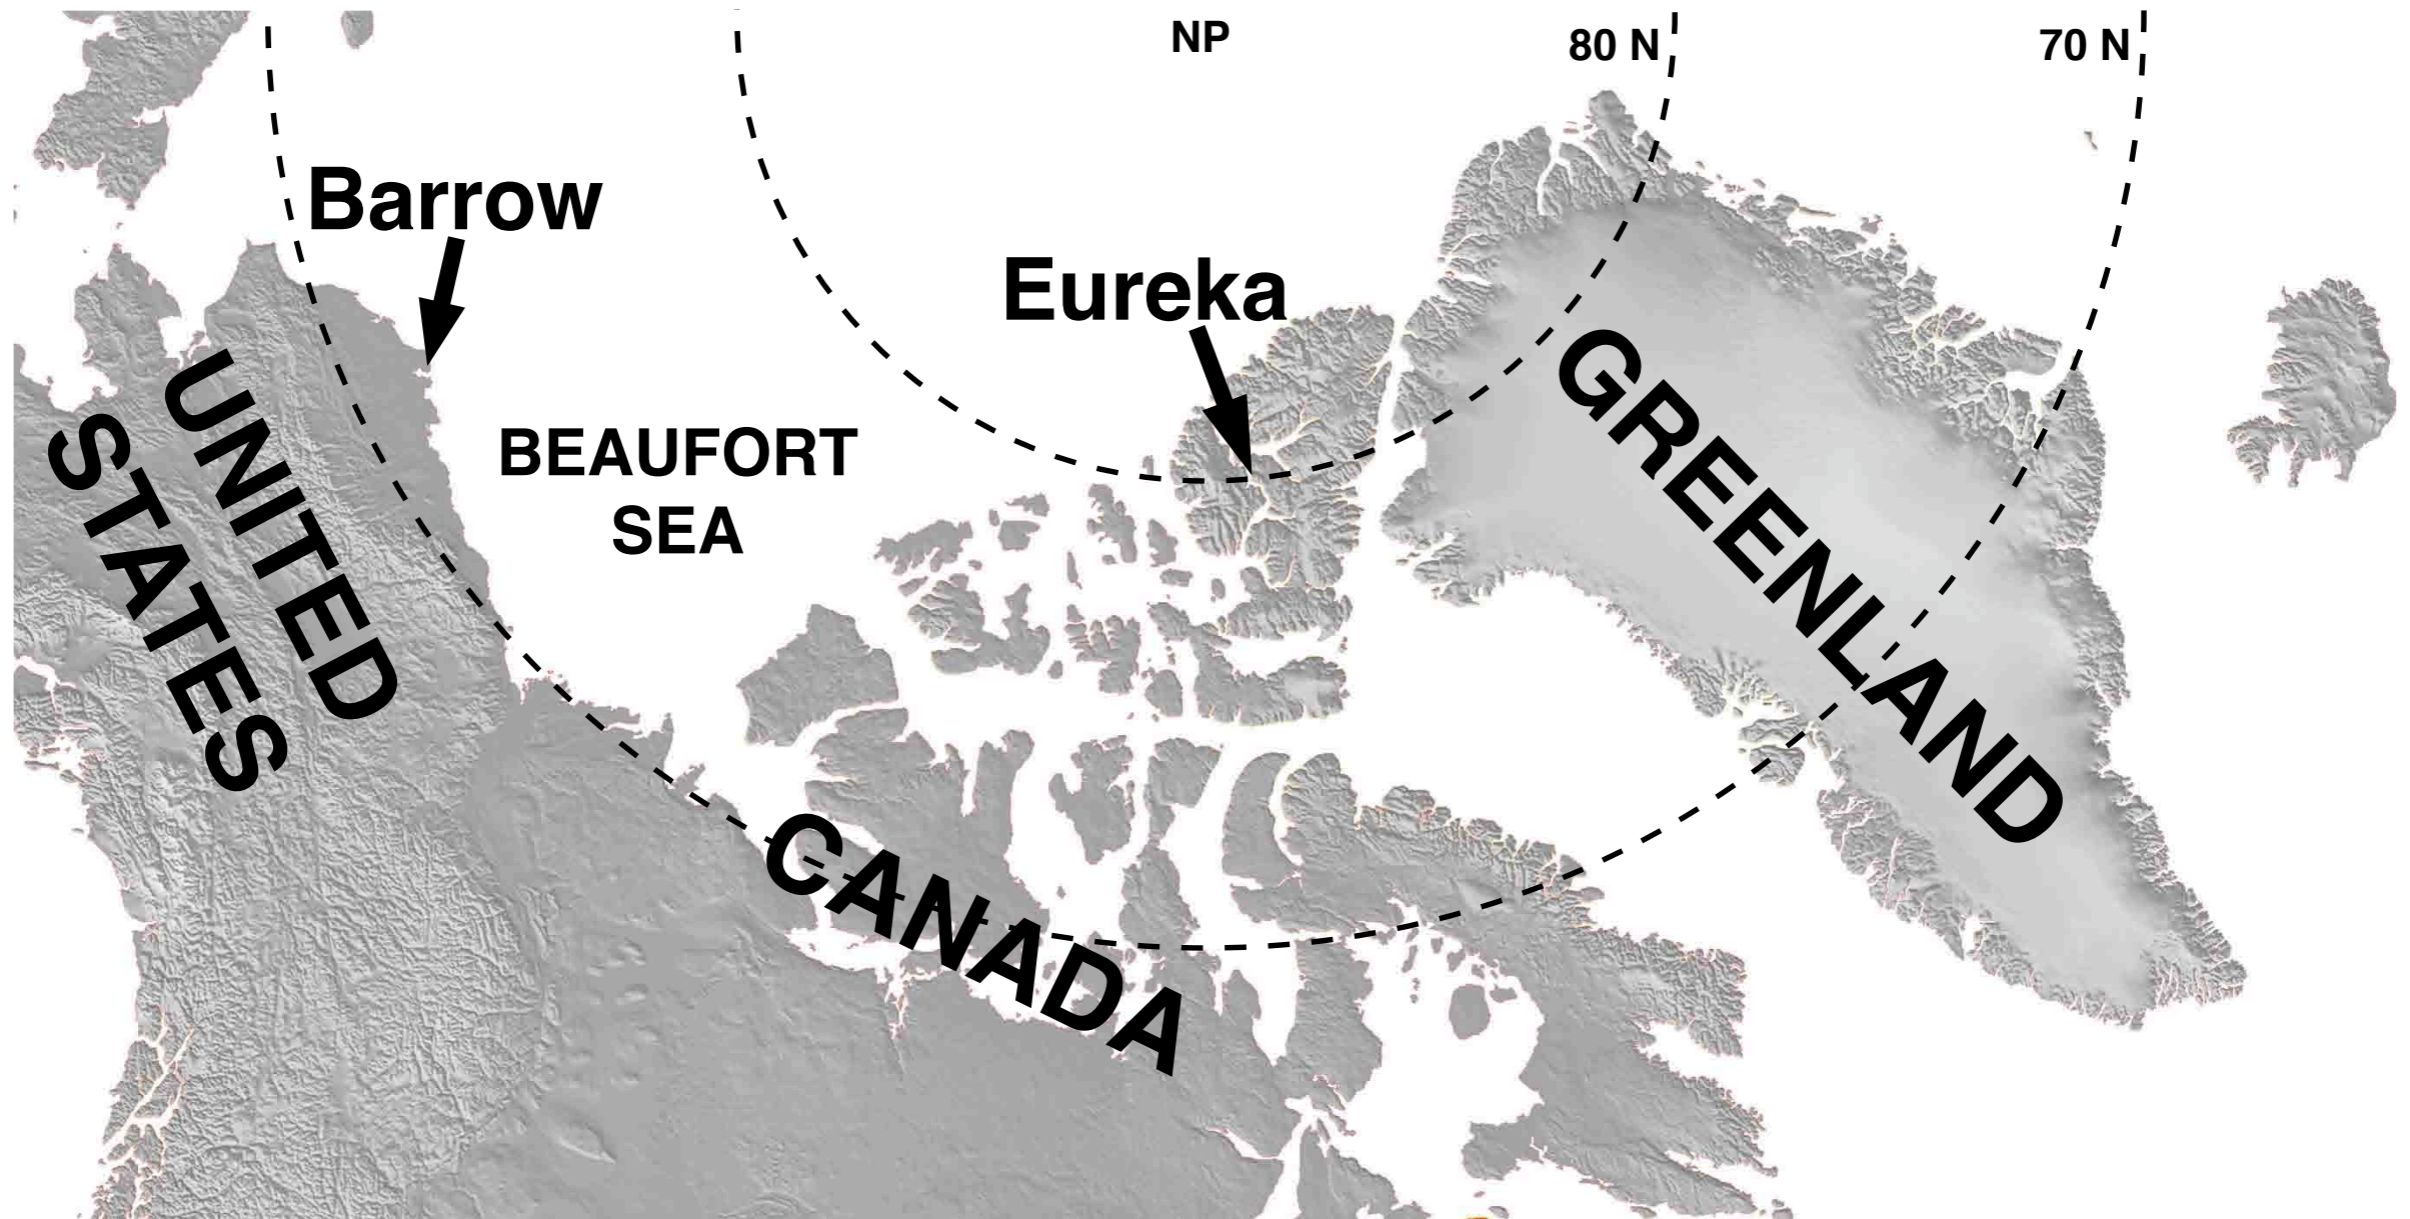 NP
80 N
70 N
Barrow
Eureka
BEAUFORT
SEA
UNITED
STATES
GREENLAND
CANADA